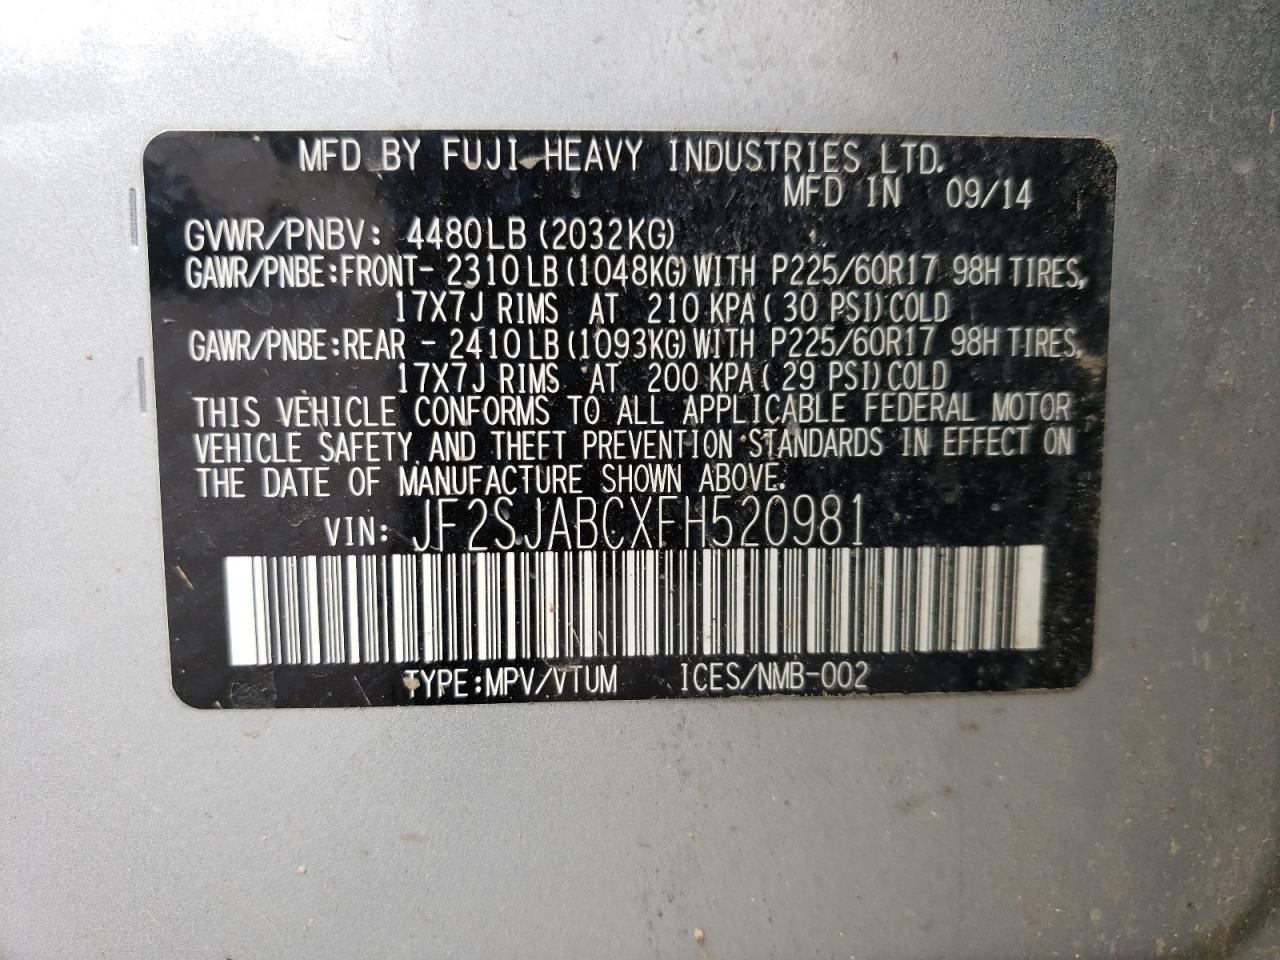 MFD BY FUJI HEAVY INDUSTRIES LTD.
MFD IN 09/14
GVWR/PNBV: 4480LB (2032KG)
GAWR/PNBE:FRONT- 2310LB(1048KG)WITH P225/60R17 98H TIRES,
17X7J RIMS AT 210 KPA( 30 PSI)COLD
GAWR/PNBE:REAR - 2410LB(1093KG)WITH P225/60R17 98H TIRES,
17X7J RIMS AT 200 KPA( 29 PSI)COLD
THIS VEHICLE CONFORMS TO ALL APPLICABLE FEDERAL MOTOR
VEHICLE SAFETY AND THEFT PREVENTION STANDARDS IN EFFECT ON
THE DATE OF MANUFACTURE SHOWN ABOVE.
VIN: JF2SJABCXFH520981
TYPE:MPV/VTUM ICES/NMB-002